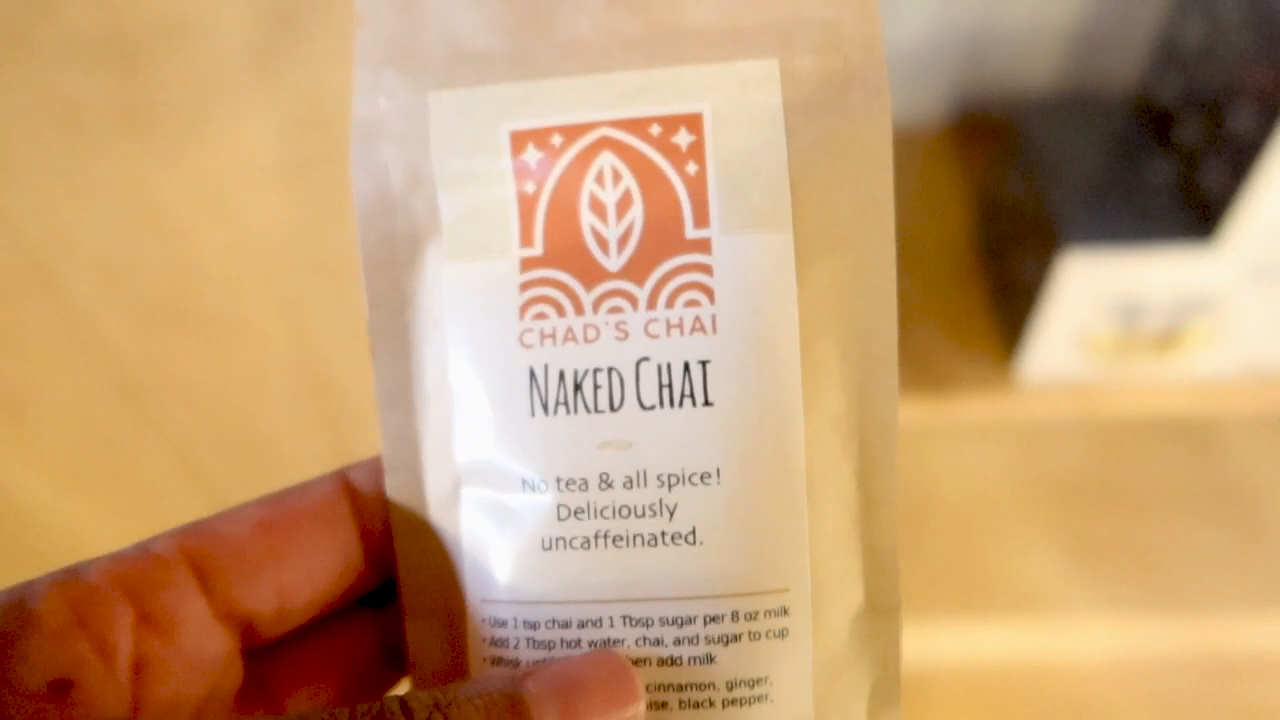 CHAD'S CHAI
NAKED CHAI
No tea & all spice!
Deliciously
uncaffeinated.
• Use 1 tsp chai and 1 Tbsp sugar per 8 oz milk
• Add 2 Tbsp hot water, chai, and sugar to cup
• Whisk then add milk
cinnamon, ginger,
black pepper,